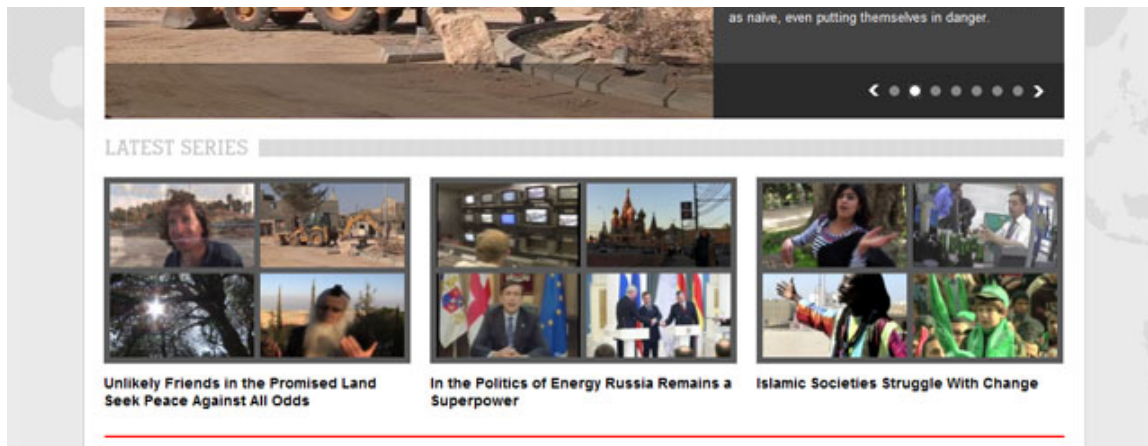 as naïve, even putting themselves in danger.
LATEST SERIES
Unlikely Friends in the Promised Land
Seek Peace Against All Odds
In the Politics of Energy Russia Remains a
Superpower
Islamic Societies Struggle With Change